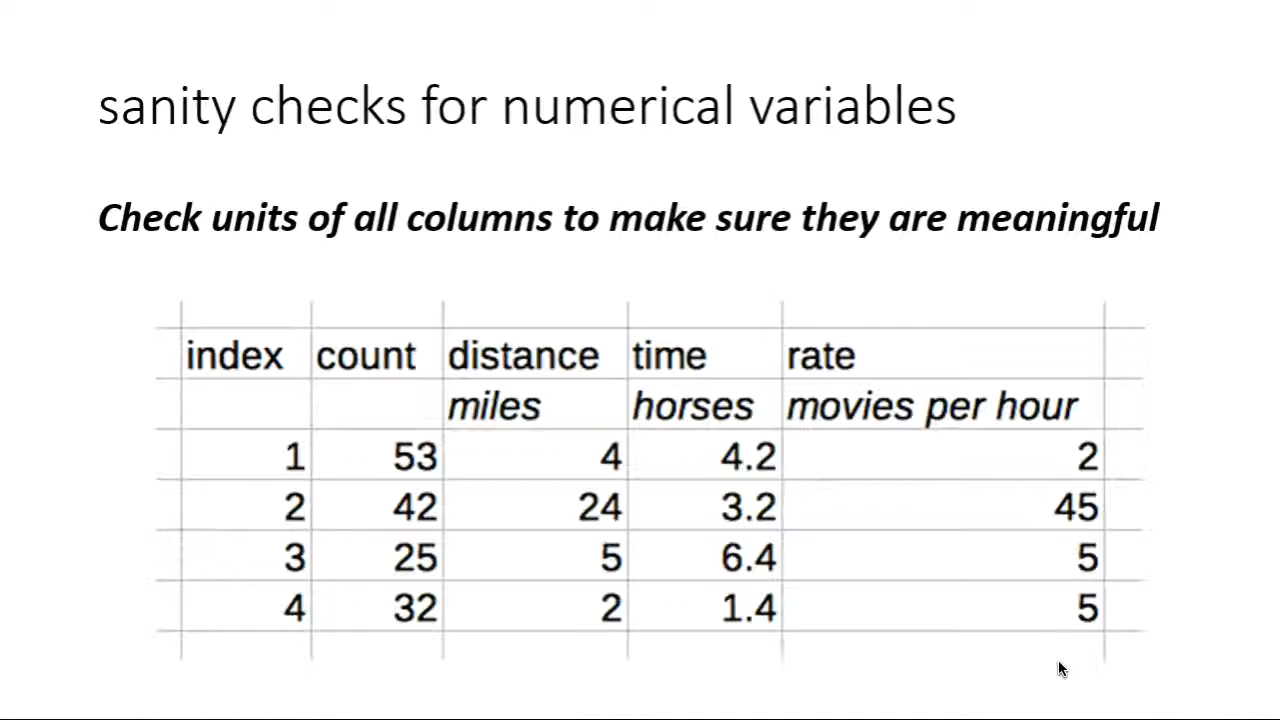 sanity checks for numerical variables
Check units of all columns to make sure they are meaningful
index count distance time rate
miles horses movies per hour
1 53 4 4.2 2
2 42 24 3.2 45
3 25 5 6.4 5
4 32 2 1.4 5